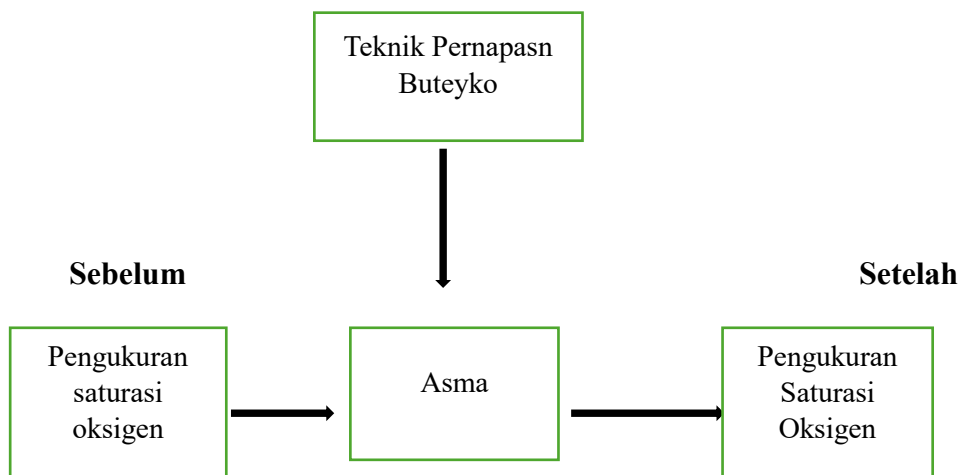 Teknik Pernapasn
Buteyko
Sebelum
Setelah
Pengukuran
saturasi
oksigen
Asma
Pengukuran
Saturasi
Oksigen